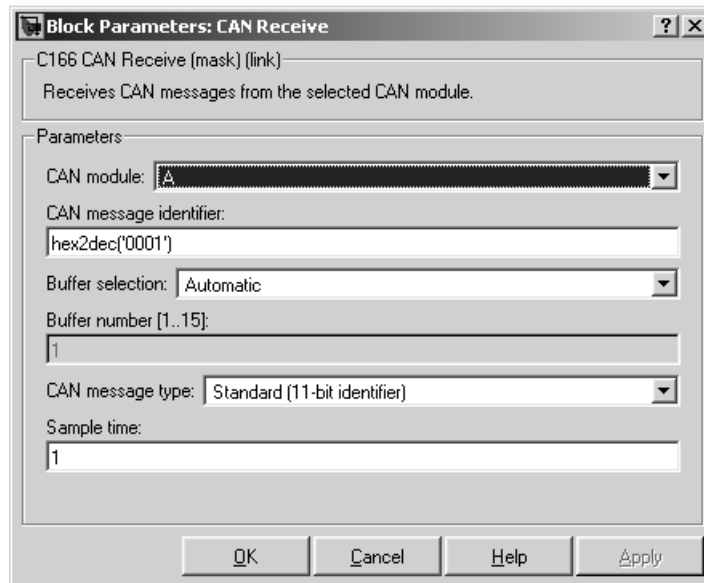 Block Parameters: CAN Receive
C166 CAN Receive (mask) (link)
Receives CAN messages from the selected CAN module.
Parameters
CAN module: A
CAN message identifier:
hex2dec('0001')
Buffer selection: Automatic
Buffer number [1..15]:
1
CAN message type: Standard (11-bit identifier)
Sample time:
1
OK Cancel Help Apply